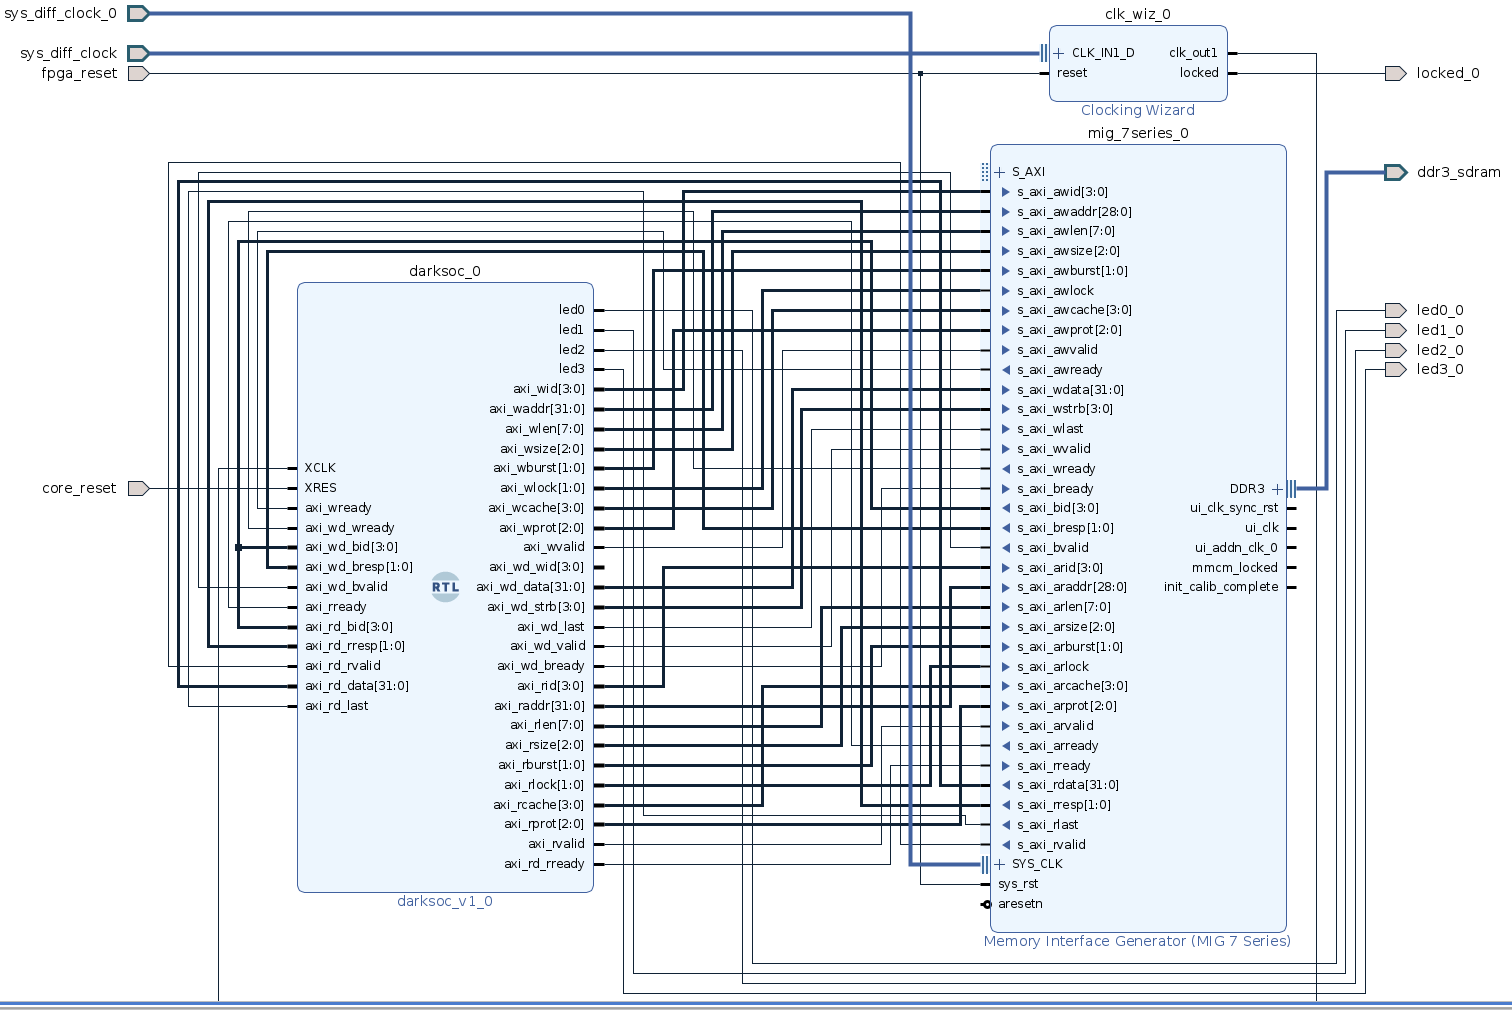 sys_diff_clock_0
sys_diff_clock
fpga_reset
core_reset
clk_wiz_0
CLK_IN1_D
reset
clk_out1
locked
Clocking Wizard
locked_0
ddr3_sdram
led0_0
led1_0
led2_0
led3_0
darksoc_0
XCLK
XRES
axi_wready
axi_wd_wready
axi_wd_bid[3:0]
axi_wd_bresp[1:0]
axi_wd_bvalid
axi_rready
axi_rd_bid[3:0]
axi_rd_rresp[1:0]
axi_rd_rvalid
axi_rd_data[31:0]
axi_rd_last
RTL
led0
led1
led2
led3
axi_wid[3:0]
axi_waddr[31:0]
axi_wlen[7:0]
axi_wsize[2:0]
axi_wburst[1:0]
axi_wlock[1:0]
axi_wcache[3:0]
axi_wprot[2:0]
axi_wvalid
axi_wd_wid[3:0]
axi_wd_data[31:0]
axi_wd_strb[3:0]
axi_wd_last
axi_wd_valid
axi_wd_bready
axi_rid[3:0]
axi_raddr[31:0]
axi_rlen[7:0]
axi_rsize[2:0]
axi_rburst[1:0]
axi_rlock[1:0]
axi_rcache[3:0]
axi_rprot[2:0]
axi_rvalid
axi_rd_rready
darksoc_v1_0
mig_7series_0
S_AXI
s_axi_awid[3:0]
s_axi_awaddr[28:0]
s_axi_awlen[7:0]
s_axi_awsize[2:0]
s_axi_awburst[1:0]
s_axi_awlock
s_axi_awcache[3:0]
s_axi_awprot[2:0]
s_axi_awvalid
s_axi_awready
s_axi_wdata[31:0]
s_axi_wstrb[3:0]
s_axi_wlast
s_axi_wvalid
s_axi_wready
s_axi_bready
s_axi_bid[3:0]
s_axi_bresp[1:0]
s_axi_bvalid
s_axi_arid[3:0]
s_axi_araddr[28:0]
s_axi_arlen[7:0]
s_axi_arsize[2:0]
s_axi_arburst[1:0]
s_axi_arlock
s_axi_arcache[3:0]
s_axi_arprot[2:0]
s_axi_arvalid
s_axi_arready
s_axi_rready
s_axi_rdata[31:0]
s_axi_rresp[1:0]
s_axi_rlast
s_axi_rvalid
SYS_CLK
sys_rst
aresetn
DDR3
ui_clk_sync_rst
ui_clk
ui_addn_clk_0
mmcm_locked
init_calib_complete
Memory Interface Generator (MIG 7 Series)